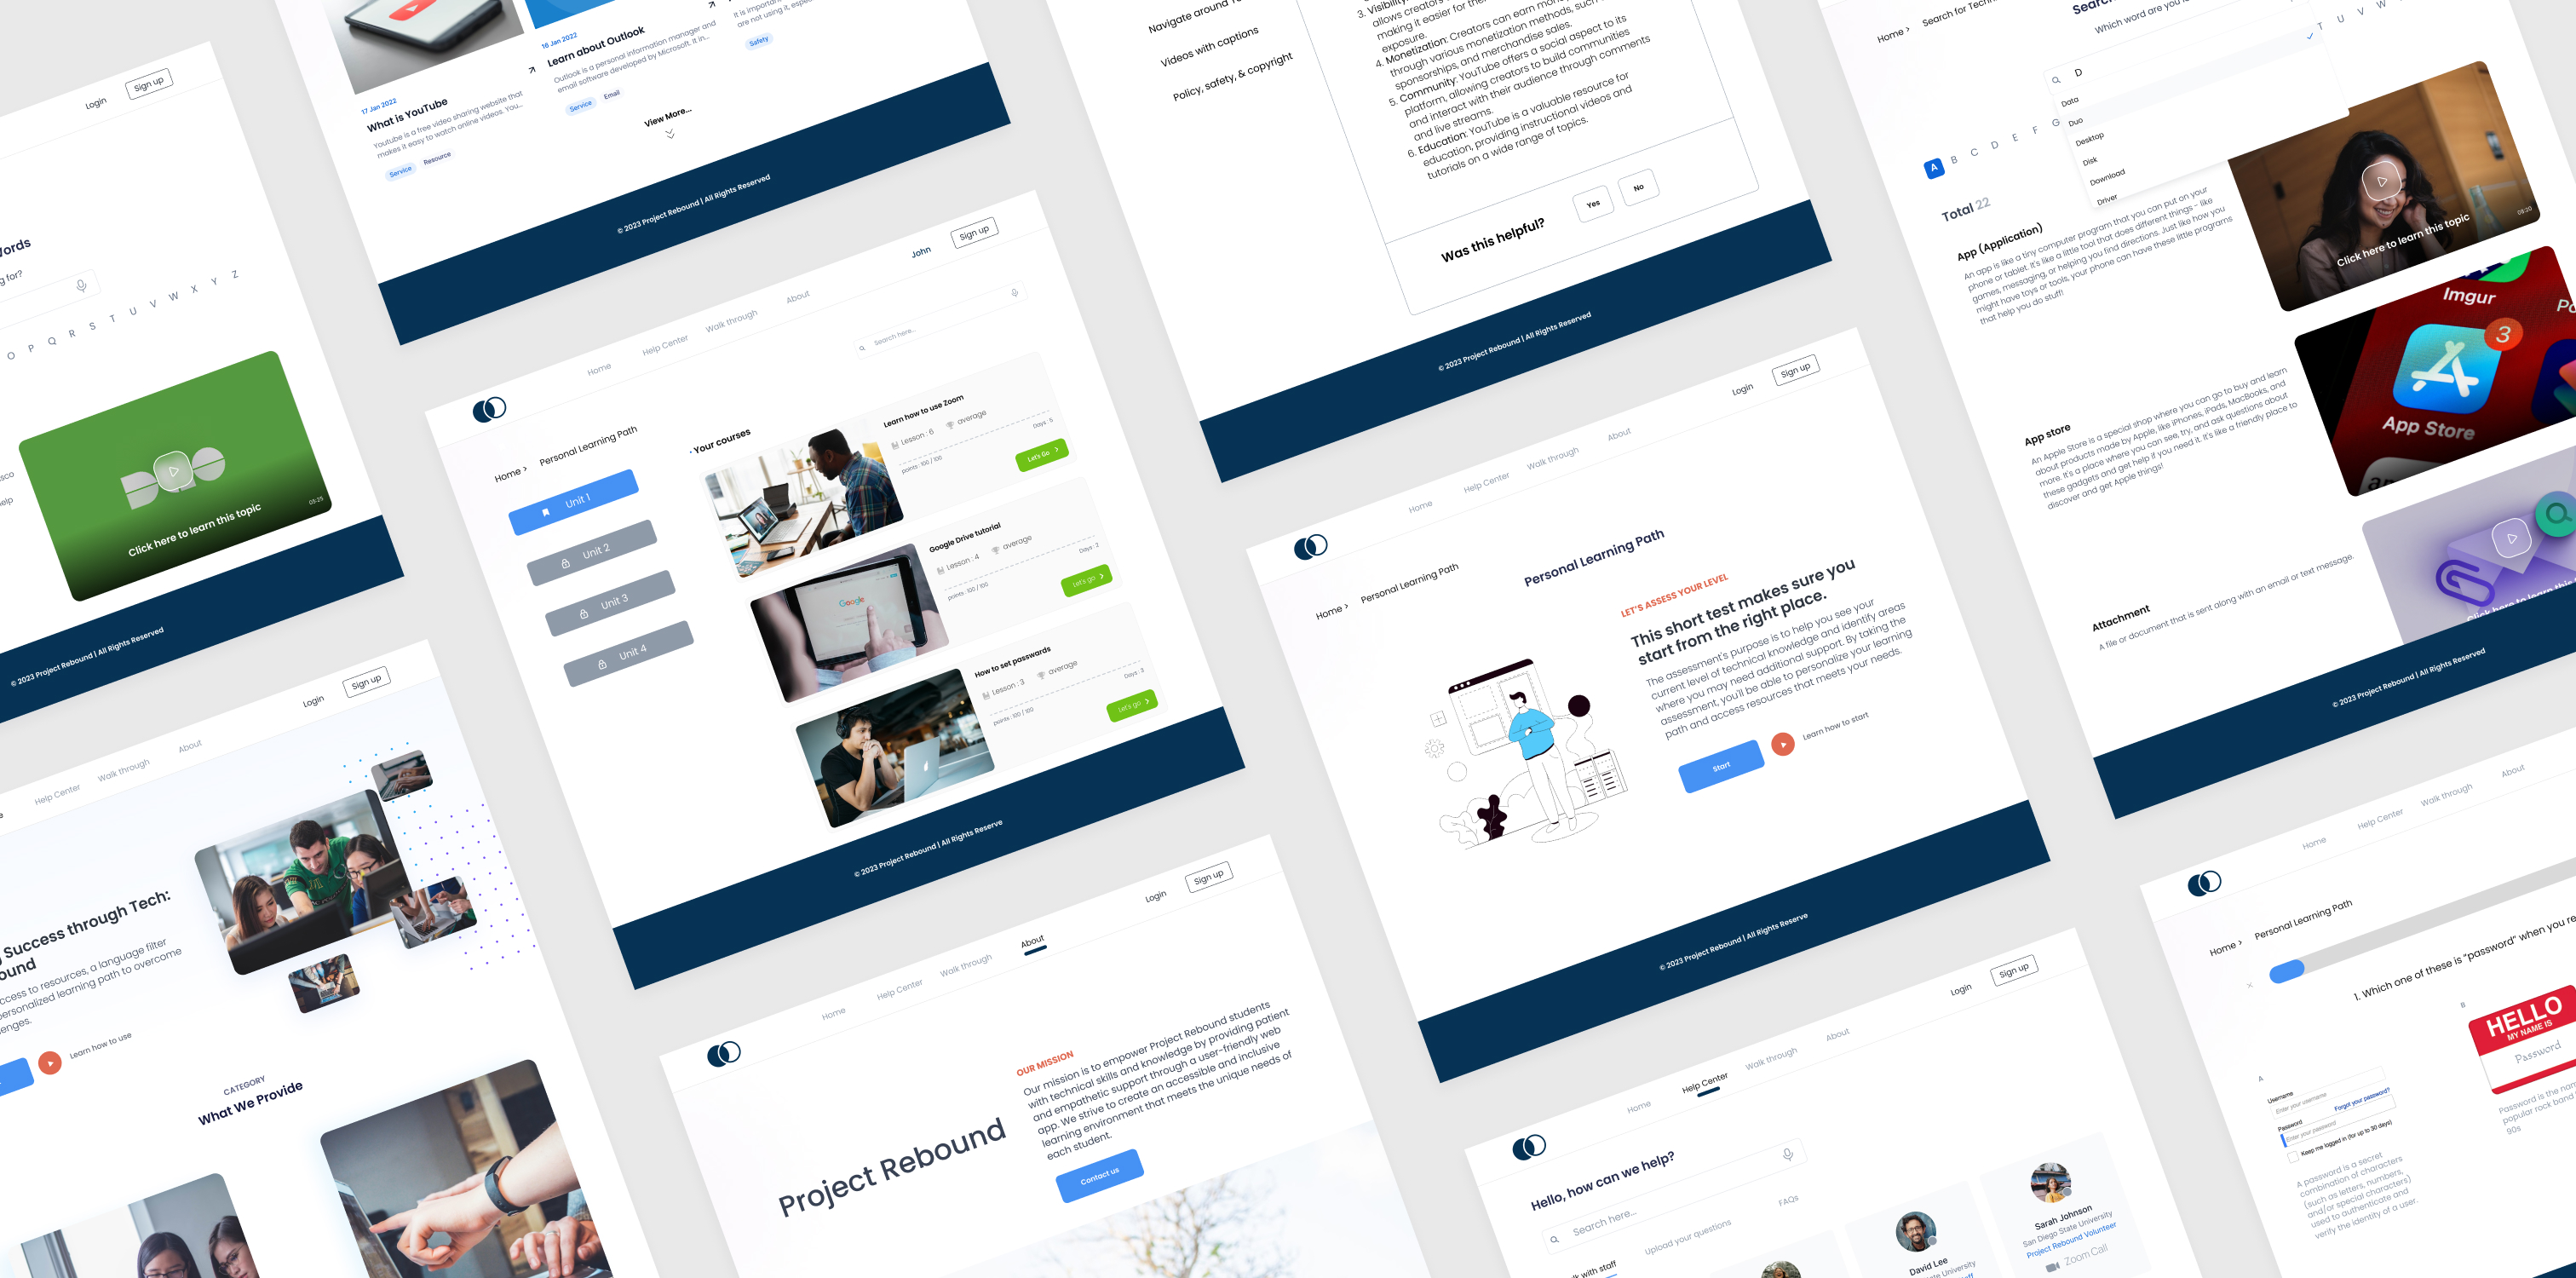 Login
Sign up
Words
g for?
O P Q R S T U V W X Y Z
Click here to learn this topic
03:25
© 2023 Project Rebound | All Rights Reserved
17 Jan 2022
What is YouTube
Youtube is a free video sharing website that
makes it easy to watch online videos. You...
Service
Resource
16 Jan 2022
Learn about Outlook
Outlook is a personal information manager and
email software developed by Microsoft. It in...
Service
Email
It is important
are not using it, espe
Safety
View More...
© 2023 Project Rebound | All Rights Reserved
Home
Help Center
Walk through
About
John
Sign up
Search here...
Home > Personal Learning Path
Unit 1
Unit 2
Unit 3
Unit 4
Your courses
Learn how to use Zoom
Lesson : 6
average
Days : 5
points : 100 / 100
Let's Go >
Google Drive tutorial
Lesson : 4
average
Days : 2
points : 100 / 100
Let's go >
Google
How to set passwards
Lesson : 3
average
Days : 3
points : 100 / 100
Let's go >
© 2023 Project Rebound | All Rights Reserve
Help Center
Walk through
About
Login
Sign up
Success through Tech:
ound
ccess to resources, a language filter
personalized learning path to overcome
enges.
Learn how to use
CATEGORY
What We Provide
Home
Help Center
Walk through
About
Login
Sign up
Project Rebound
OUR MISSION
Our mission is to empower Project Rebound students
with technical skills and knowledge by providing patient
and empathetic support through a user-friendly web
app. We strive to create an accessible and inclusive
learning environment that meets the unique needs of
each student.
Contact us
Navigate around
Videos with captions
Policy, safety, & copyright
3. Visibility:
allows creators
making it easier for the
exposure.
4. Monetization: Creators can earn mon
through various monetization methods, such
sponsorships, and merchandise sales.
5. Community: YouTube offers a social aspect to its
platform, allowing creators to build communities
and interact with their audience through comments
and live streams.
6. Education: YouTube is a valuable resource for
education, providing instructional videos and
tutorials on a wide range of topics.
Was this helpful?
Yes
No
© 2023 Project Rebound | All Rights Reserved
Home
Help Center
Walk through
About
Login
Sign up
Home > Personal Learning Path
Personal Learning Path
LET'S ASSESS YOUR LEVEL
This short test makes sure you
start from the right place.
The assessment's purpose is to help you see your
current level of technical knowledge and identify areas
where you may need additional support. By taking the
assessment, you'll be able to personalize your learning
path and access resources that meets your needs.
Start
Learn how to start
© 2023 Project Rebound | All Rights Reserve
Home
Help Center
Walk through
About
Login
Sign up
Hello, how can we help?
Search here...
lk with staff
Upload your questions
FAQs
David Lee
Sarah Johnson
San Diego State University
Project Rebound Volunteer
Zoom Call
Home > Search for Techn
Which word are you
D
Data
Duo
Desktop
Disk
Download
Driver
A B C D E F G
T U V W
Total 22
App (Application)
An app is like a tiny computer program that you can put on your
phone or tablet. It's like a little tool that does different things - like
games, messaging, or helping you find directions. Just like how you
might have toys or tools, your phone can have these little programs
that help you do stuff!
Click here to learn this topic
App store
An Apple Store is a special shop where you can go to buy and learn
about products made by Apple, like iPhones, iPads, MacBooks, and
more. It's a place where you can see, try, and ask questions about
these gadgets and get help if you need it. It's like a friendly place to
discover and get Apple things!
Imgur
3
App Store
Attachment
A file or document that is sent along with an email or text message.
© 2023 Project Rebound | All Rights Reserved
Home
Help Center
Walk through
About
Home > Personal Learning Path
1. Which one of these is "password" when you re
A
Username
Enter your username
Password
Forgot your password?
Enter your password
Keep me logged in (for up to 30 days)
A password is a secret
combination of characters
(such as letters, numbers,
and/or special characters)
used to authenticate and
verify the identity of a user.
B
HELLO
MY NAME IS
Password
Password is the nam
popular rock band
90s